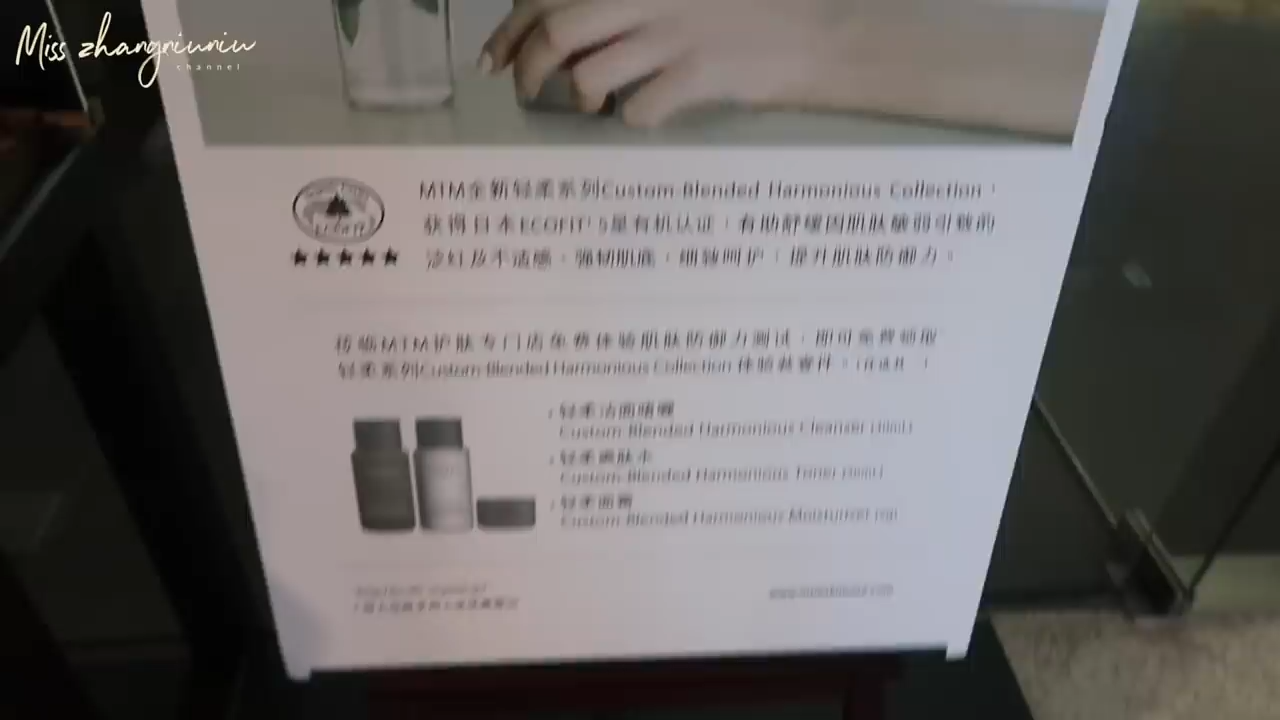 Miss zhangniuniu
channel
MTM全新轻柔系列Custom-Blended Harmonious Collection，
获得日本ECOFIT 5星有机认证，有助舒缓因肌肤脆弱引致的
泛红及不适感，强韧肌底，细致呵护，提升肌肤防御力。
★★★★★
莅临MTM护肤专门店免费体验肌肤防御力测试，即可免费领取
轻柔系列Custom-Blended Harmonious Collection 体验装套件
轻柔洁面啫喱
Custom-Blended Harmonious Cleanser
轻柔爽肤水
Custom-Blended Harmonious Toner
轻柔面霜
Custom-Blended Harmonious Moisturizer